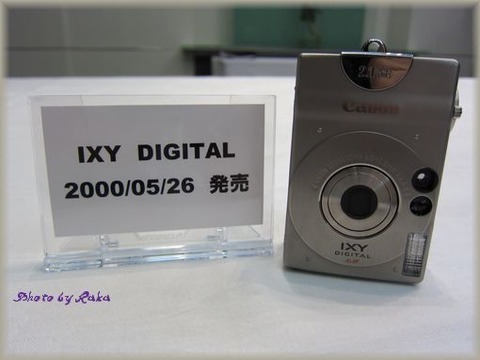 IXY DIGITAL
2000/05/26 発売
Canon
IXY
DIGITAL
Photo by Raka